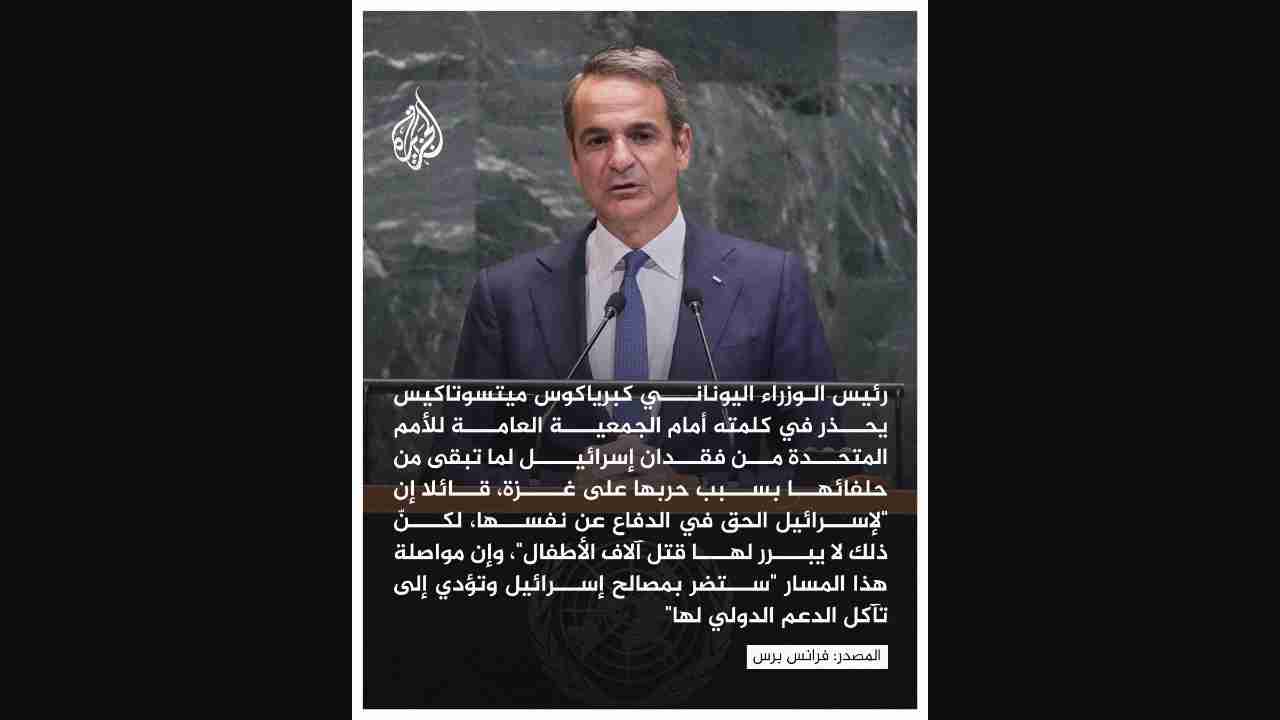 الجزيرة
رئيس الوزراء اليوناني كيرياكوس ميتسوتاكيس
يحذر في كلمته أمام الجمعية العامة للأمم
المتحدة من فقدان إسرائيل لما تبقى من
حلفائها بسبب حربها على غزة، قائلا إن
"لإسرائيل الحق في الدفاع عن نفسها، لكنّ
ذلك لا يبرر لها قتل آلاف الأطفال"، وإن مواصلة
هذا المسار "ستضر بمصالح إسرائيل وتؤدي إلى
تآكل الدعم الدولي لها"
المصدر: فرانس برس